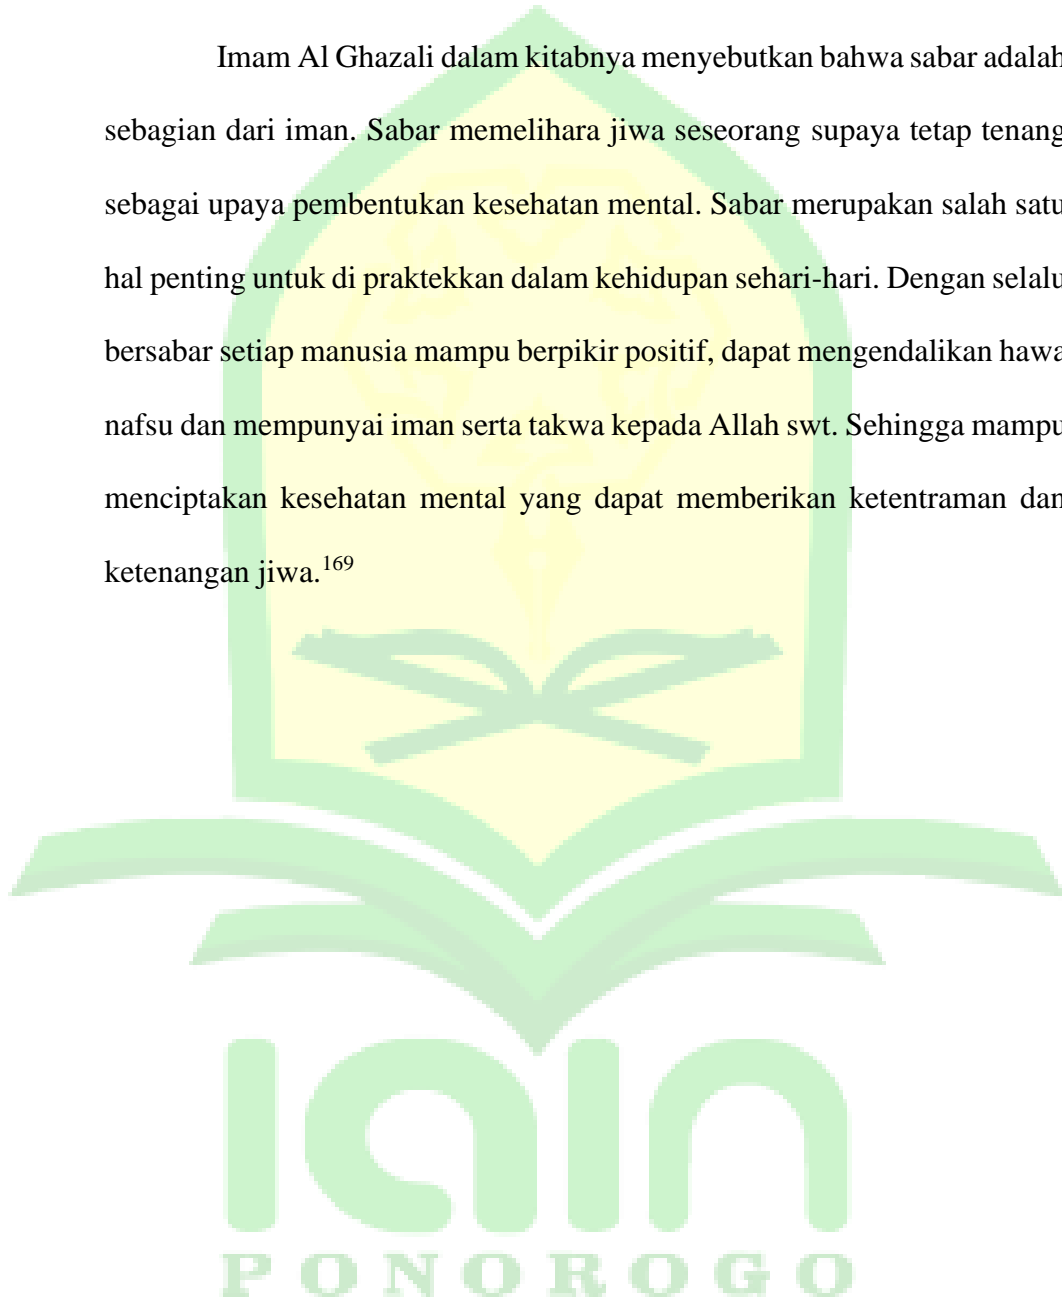 Imam Al Ghazali dalam kitabnya menyebutkan bahwa sabar adalah
sebagian dari iman. Sabar memelihara jiwa seseorang supaya tetap tenang
sebagai upaya pembentukan kesehatan mental. Sabar merupakan salah satu
hal penting untuk di praktekkan dalam kehidupan sehari-hari. Dengan selalu
bersabar setiap manusia mampu berpikir positif, dapat mengendalikan hawa
nafsu dan mempunyai iman serta takwa kepada Allah swt. Sehingga mampu
menciptakan kesehatan mental yang dapat memberikan ketentraman dan
ketenangan jiwa.169
IAIN
PONOROGO